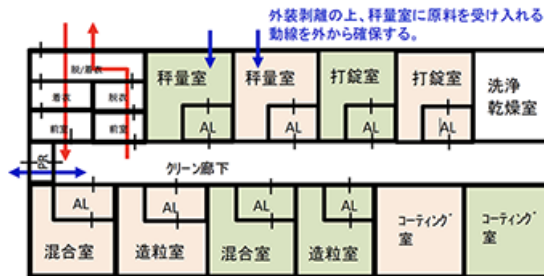 外装剥離の上、秤量室に原料を受け入れる
動線を外から確保する。
脱/着衣
秤量室
秤量室
打錠室
打錠室
洗浄
乾燥室
着衣
脱衣
前室
前室
AL
AL
AL
AL
PR
クリーン廊下
AL
AL
AL
AL
混合室
造粒室
混合室
造粒室
コーティング
室
コーティング
室